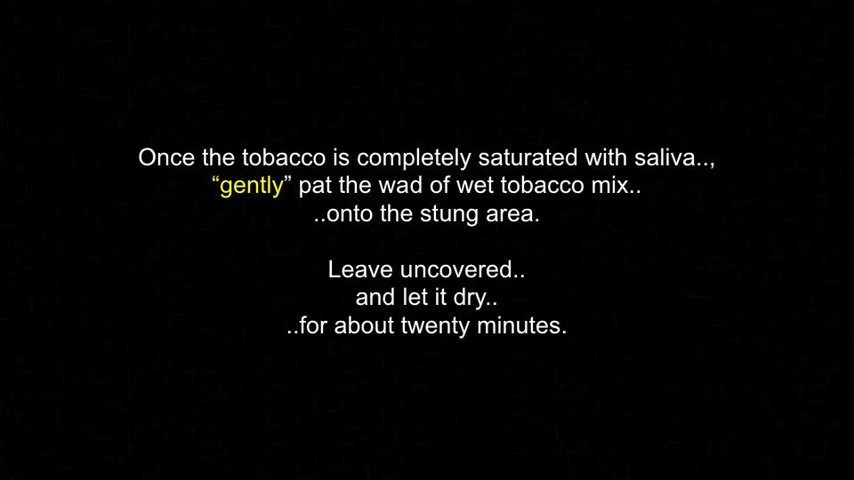 Once the tobacco is completely saturated with saliva..,
“gently” pat the wad of wet tobacco mix..
..onto the stung area.
Leave uncovered..
and let it dry..
..for about twenty minutes.